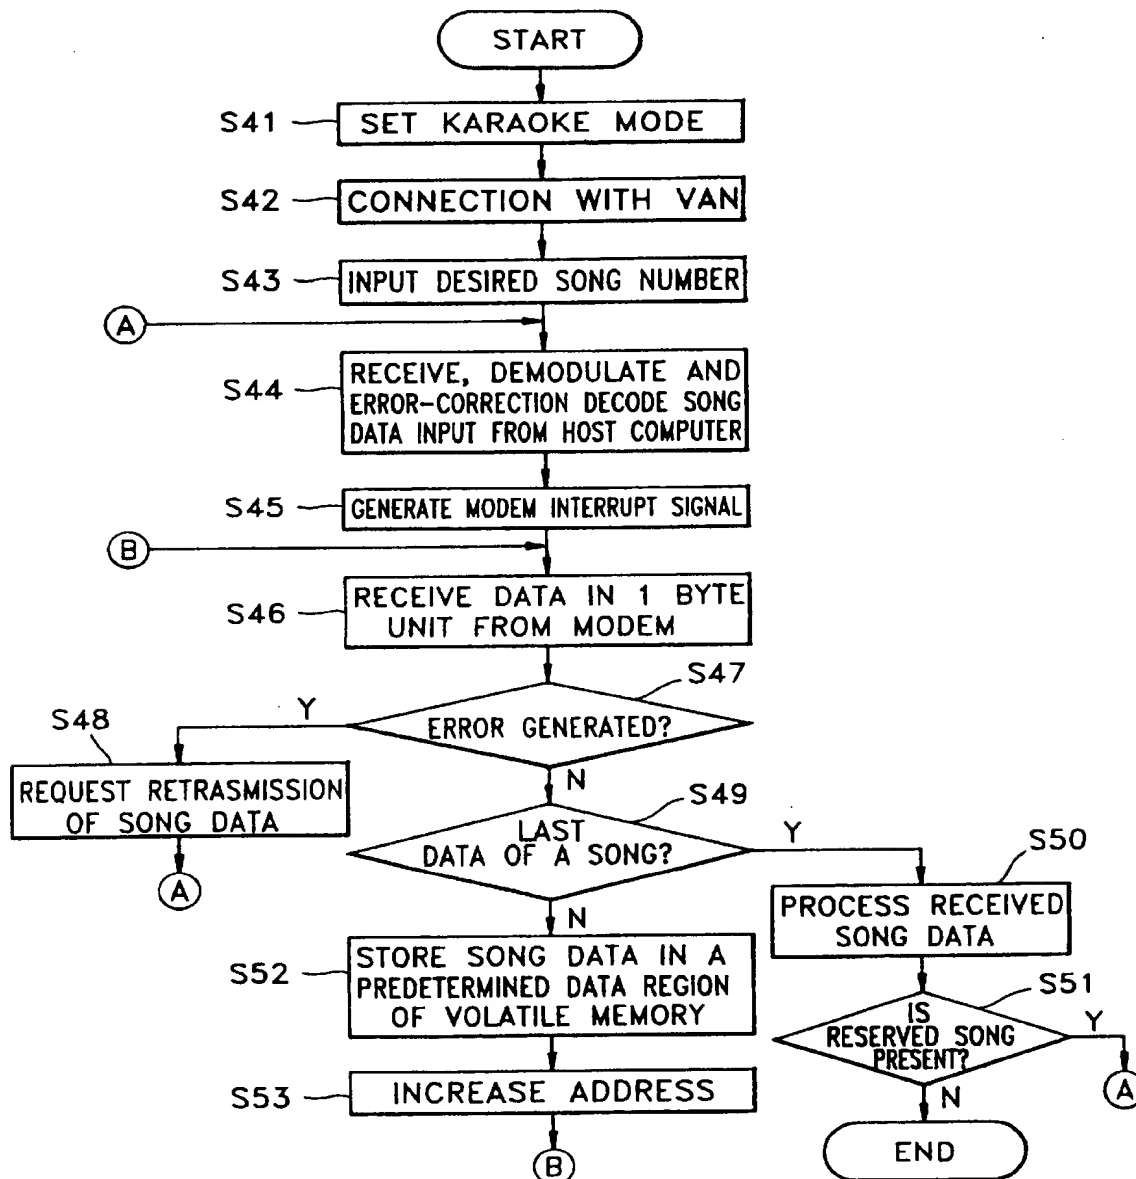 START
S41
SET KARAOKE MODE
S42
CONNECTION WITH VAN
S43
INPUT DESIRED SONG NUMBER
A
S44
RECEIVE, DEMODULATE AND
ERROR-CORRECTION DECODE SONG
DATA INPUT FROM HOST COMPUTER
S45
GENERATE MODEM INTERRUPT SIGNAL
B
S46
RECEIVE DATA IN 1 BYTE
UNIT FROM MODEM
S47
ERROR GENERATED?
Y
N
S48
REQUEST RETRASMISSION
OF SONG DATA
A
S49
LAST
DATA OF A SONG?
Y
N
S50
PROCESS RECEIVED
SONG DATA
S51
IS
RESERVED SONG
PRESENT?
Y
A
N
END
S52
STORE SONG DATA IN A
PREDETERMINED DATA REGION
OF VOLATILE MEMORY
S53
INCREASE ADDRESS
B